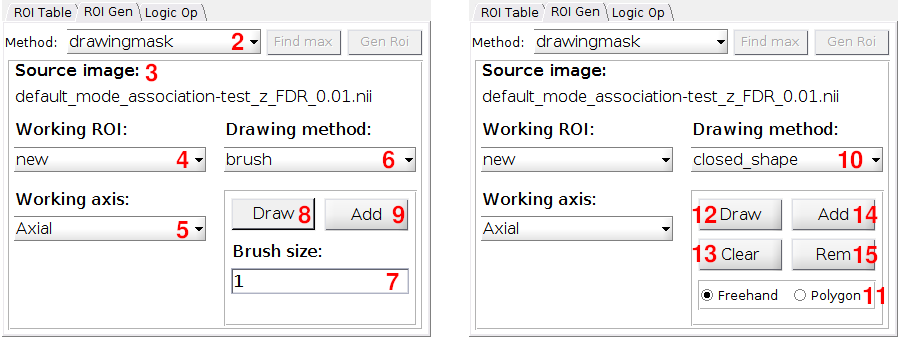 ROI Table ROI Gen Logic Op
Method: drawingmask 2 Find max Gen Roi
Source image: 3
default_mode_association-test_z_FDR_0.01.nii
Working ROI: Drawing method:
new 4 brush 6
Working axis:
Axial 5
Draw 8 Add 9
Brush size:
1 7
ROI Table ROI Gen Logic Op
Method: drawingmask Find max Gen Roi
Source image:
default_mode_association-test_z_FDR_0.01.nii
Working ROI: Drawing method:
new closed_shape 10
Working axis:
Axial
12 Draw Add 14
13 Clear Rem 15
Freehand Polygon 11